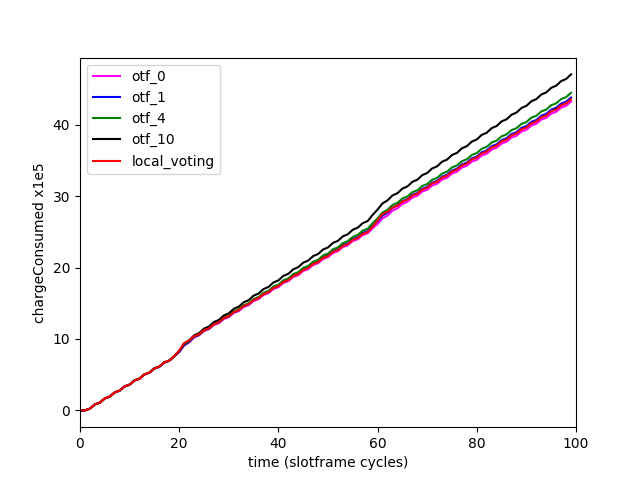 otf_0
otf_1
otf_4
otf_10
local_voting
chargeConsumed x1e5
40
30
20
10
0
0 20 40 60 80 100
time (slotframe cycles)